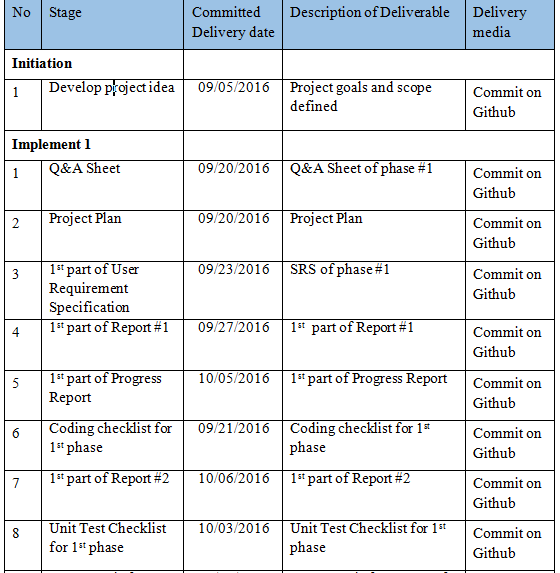 No Stage Committed Delivery date Description of Deliverable Delivery media
Initiation
1 Develop project idea 09/05/2016 Project goals and scope defined Commit on Github
Implement 1
1 Q&A Sheet 09/20/2016 Q&A Sheet of phase #1 Commit on Github
2 Project Plan 09/20/2016 Project Plan Commit on Github
3 1st part of User Requirement Specification 09/23/2016 SRS of phase #1 Commit on Github
4 1st part of Report #1 09/27/2016 1st part of Report #1 Commit on Github
5 1st part of Progress Report 10/05/2016 1st part of Progress Report Commit on Github
6 Coding checklist for 1st phase 09/21/2016 Coding checklist for 1st phase Commit on Github
7 1st part of Report #2 10/06/2016 1st part of Report #2 Commit on Github
8 Unit Test Checklist for 1st phase 10/03/2016 Unit Test Checklist for 1st phase Commit on Github